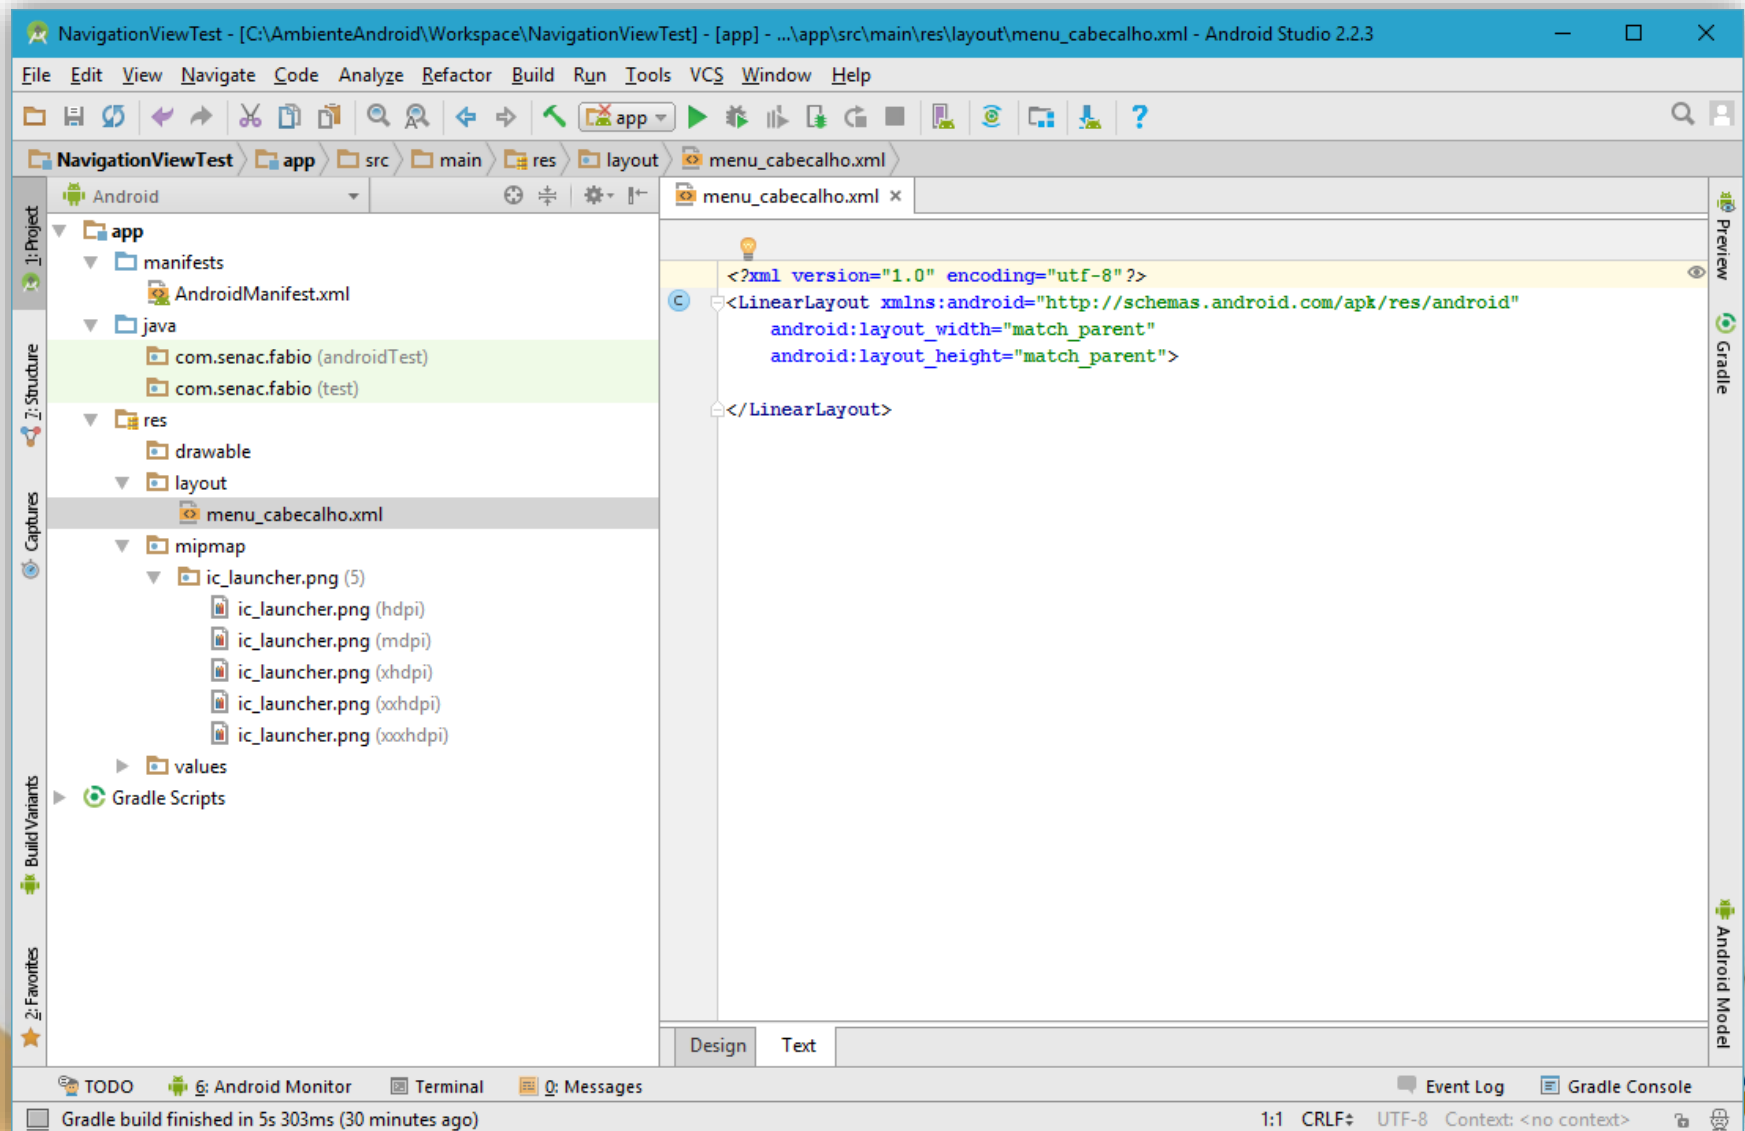 NavigationViewTest - [C:\AmbienteAndroid\Workspace\NavigationViewTest] - [app] - ...\app\src\main\res\layout\menu_cabecalho.xml - Android Studio 2.2.3
File Edit View Navigate Code Analyze Refactor Build Run Tools VCS Window Help
app
NavigationViewTest app src main res layout menu_cabecalho.xml
Android
menu_cabecalho.xml
1: Project
7: Structure
Captures
Build Variants
2: Favorites
app
manifests
AndroidManifest.xml
java
com.senac.fabio (androidTest)
com.senac.fabio (test)
res
drawable
layout
menu_cabecalho.xml
mipmap
ic_launcher.png (5)
ic_launcher.png (hdpi)
ic_launcher.png (mdpi)
ic_launcher.png (xhdpi)
ic_launcher.png (xxhdpi)
ic_launcher.png (xxxhdpi)
values
Gradle Scripts
<?xml version="1.0" encoding="utf-8"?>
C
<LinearLayout xmlns:android="http://schemas.android.com/apk/res/android"
android:layout_width="match_parent"
android:layout_height="match_parent">
</LinearLayout>
Preview
Gradle
Android Model
Design Text
TODO 6: Android Monitor Terminal 0: Messages Event Log Gradle Console
Gradle build finished in 5s 303ms (30 minutes ago) 1:1 CRLF UTF-8 Context: <no context>